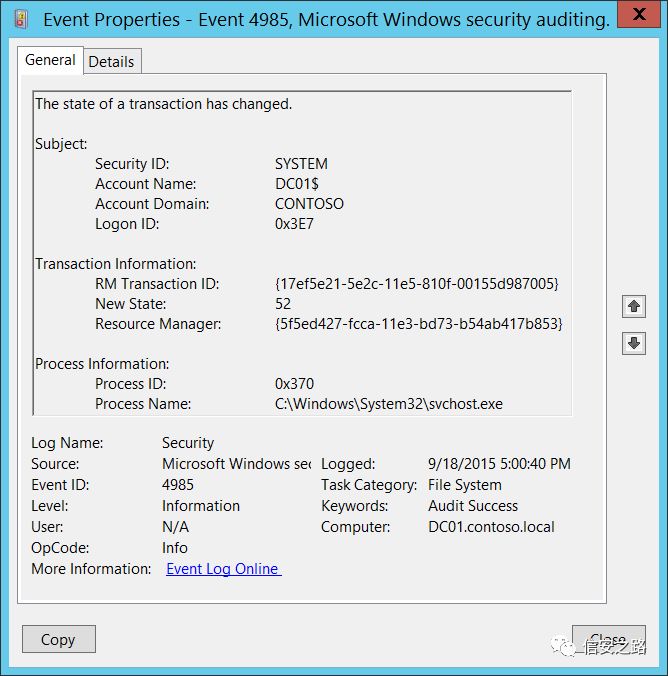 Event Properties - Event 4985, Microsoft Windows security auditing.
X
General Details
The state of a transaction has changed.
Subject:
Security ID: SYSTEM
Account Name: DC01$
Account Domain: CONTOSO
Logon ID: 0x3E7
Transaction Information:
RM Transaction ID: {17ef5e21-5e2c-11e5-810f-00155d987005}
New State: 52
Resource Manager: {5f5ed427-fcca-11e3-bd73-b54ab417b853}
Process Information:
Process ID: 0x370
Process Name: C:\Windows\System32\svchost.exe
Log Name: Security
Source: Microsoft Windows sec Logged: 9/18/2015 5:00:40 PM
Event ID: 4985 Task Category: File System
Level: Information Keywords: Audit Success
User: N/A Computer: DC01.contoso.local
OpCode: Info
More Information: Event Log Online
Copy Close
信安之路